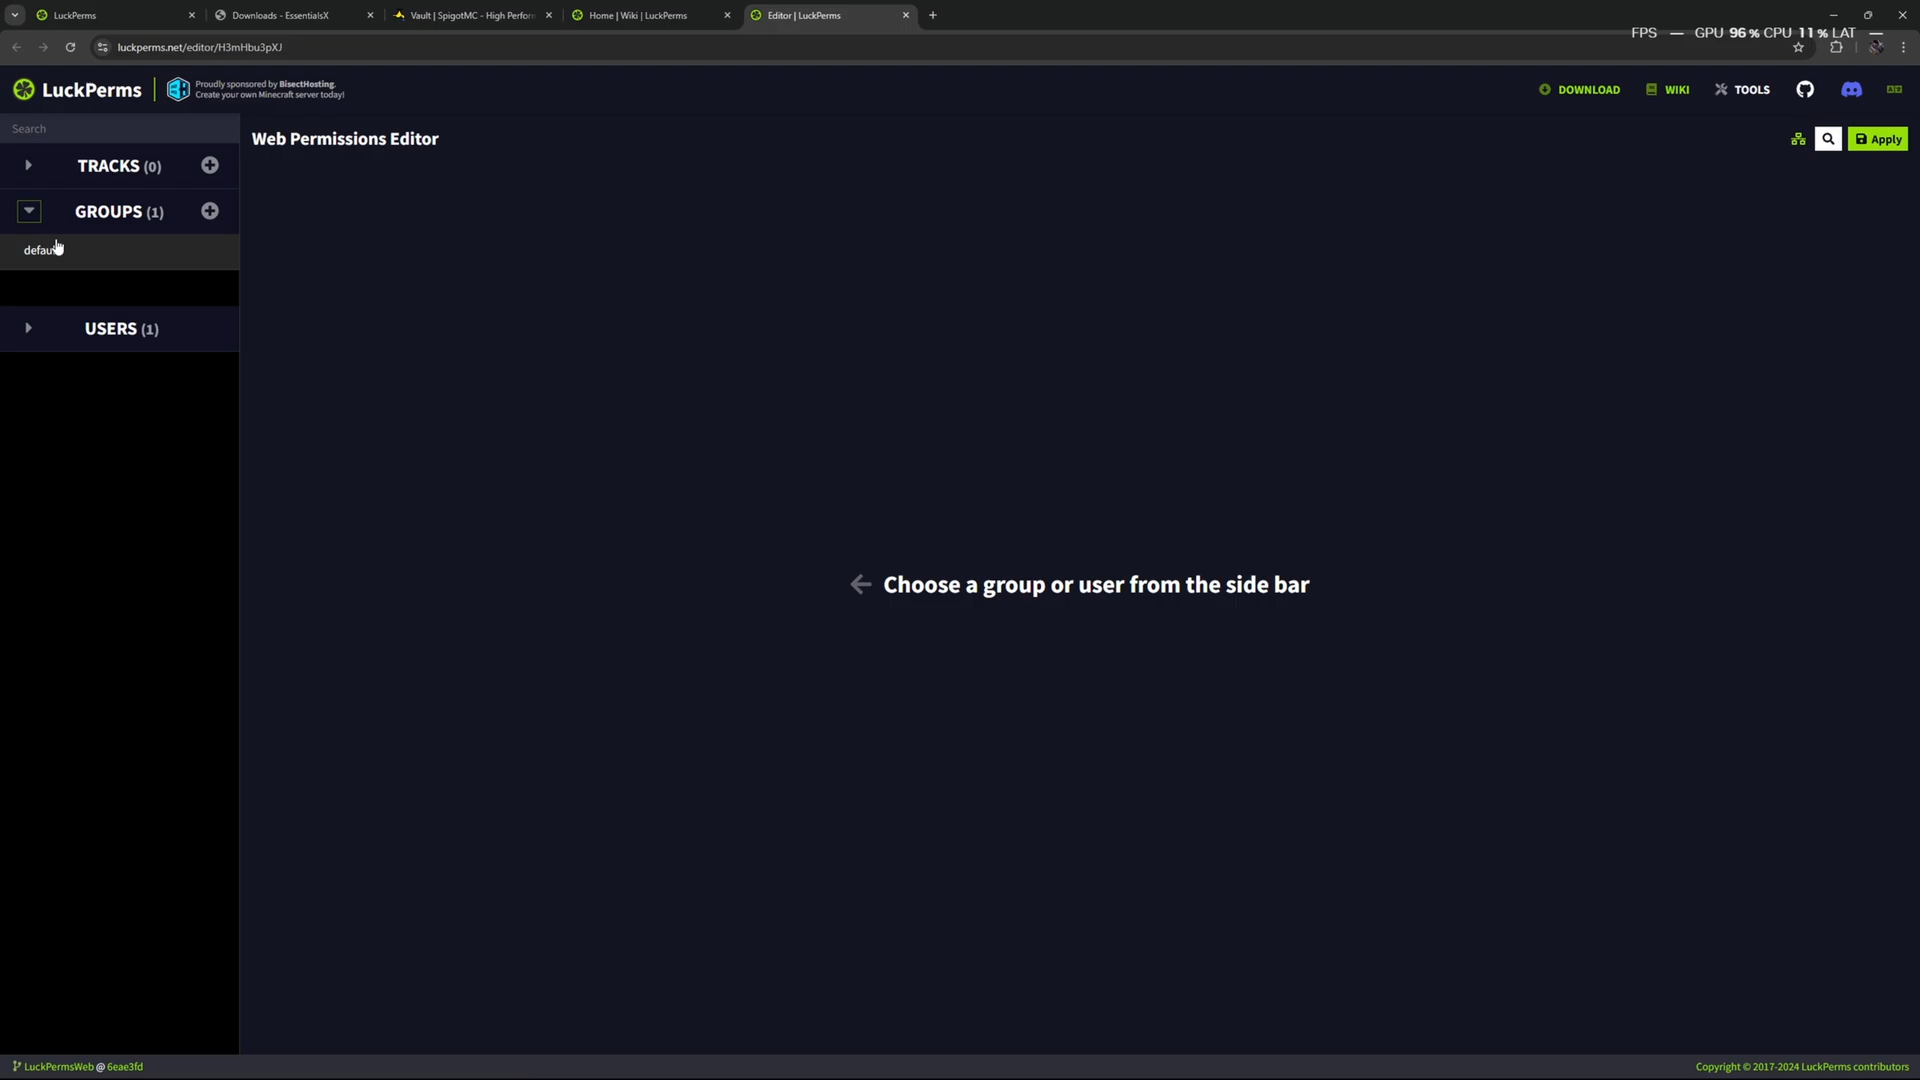 LuckPerms
Downloads - EssentialsX
Vault | SpigotMC - High Perfor
Home | Wiki | LuckPerms
Editor | LuckPerms
luckperms.net/editor/H3mHbu3pXJ
FPS — GPU 96 % CPU 11 % LAT —
LuckPerms
Proudly sponsored by BisectHosting.
Create your own Minecraft server today!
DOWNLOAD
WIKI
TOOLS
Search
Web Permissions Editor
Apply
TRACKS (0)
GROUPS (1)
USERS (1)
Choose a group or user from the side bar
LuckPermsWeb @ 6eae3fd
Copyright © 2017-2024 LuckPerms contributors